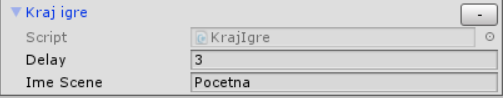 Kraj igre -
Script KrajIgre
Delay 3
Ime Scene Pocetna